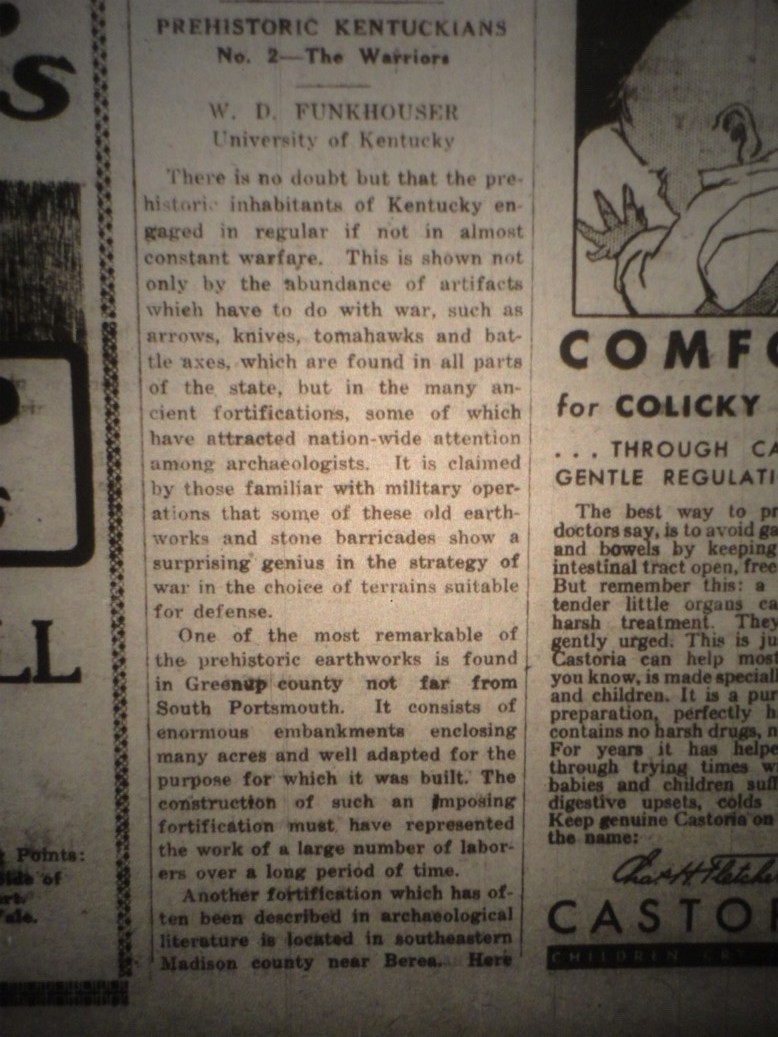 PREHISTORIC KENTUCKIANS
No. 2—The Warriors
W. D. FUNKHOUSER
University of Kentucky
There is no doubt but that the pre-
historic inhabitants of Kentucky en-
gaged in regular if not in almost
constant warfare. This is shown not
only by the abundance of artifacts
which have to do with war, such as
arrows, knives, tomahawks and bat-
tle axes, which are found in all parts
of the state, but in the many an-
cient fortifications, some of which
have attracted nation-wide attention
among archaeologists. It is claimed
by those familiar with military oper-
ations that some of these old earth-
works and stone barricades show a
surprising genius in the strategy of
war in the choice of terrains suitable
for defense.
One of the most remarkable of
the prehistoric earthworks is found
in Greenup county not far from
South Portsmouth. It consists of
enormous embankments enclosing
many acres and well adapted for the
purpose for which it was built. The
construction of such an imposing
fortification must have represented
the work of a large number of labor-
ers over a long period of time.
Another fortification which has of-
ten been described in archaeological
literature is located in southeastern
Madison county near Berea. Here
COMFO
for COLICKY
. . . THROUGH CA
GENTLE REGULATI
The best way to pr
doctors say, is to avoid ga
and bowels by keeping
intestinal tract open, free
But remember this: a
tender little organs ca
harsh treatment. They
gently urged. This is ju
Castoria can help most
you know, is made speciall
and children. It is a pur
preparation, perfectly h
contains no harsh drugs, n
For years it has helpe
through trying times w
babies and children suff
digestive upsets, colds
Keep genuine Castoria on
the name:
Chas H Fletche
CASTOR
CHILDREN CRY
s
LL
Points:
of